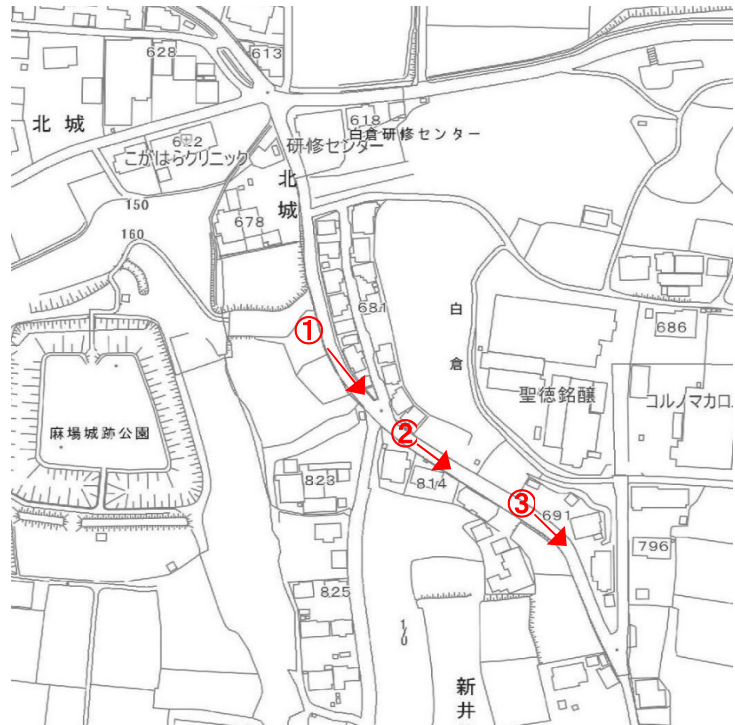 628
613
北城
618
白倉研修センター
622
研修センター
こがはらクリニック
北城
150
678
160
①
681
白倉
686
聖徳銘醸
コルノマカロ
麻場城跡公園
②
823
814
③
691
796
825
10
新井